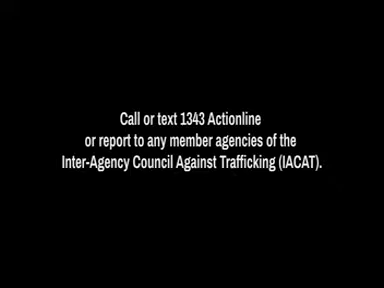 Call or text 1343 Actionline
or report to any member agencies of the
Inter-Agency Council Against Trafficking (IACAT).